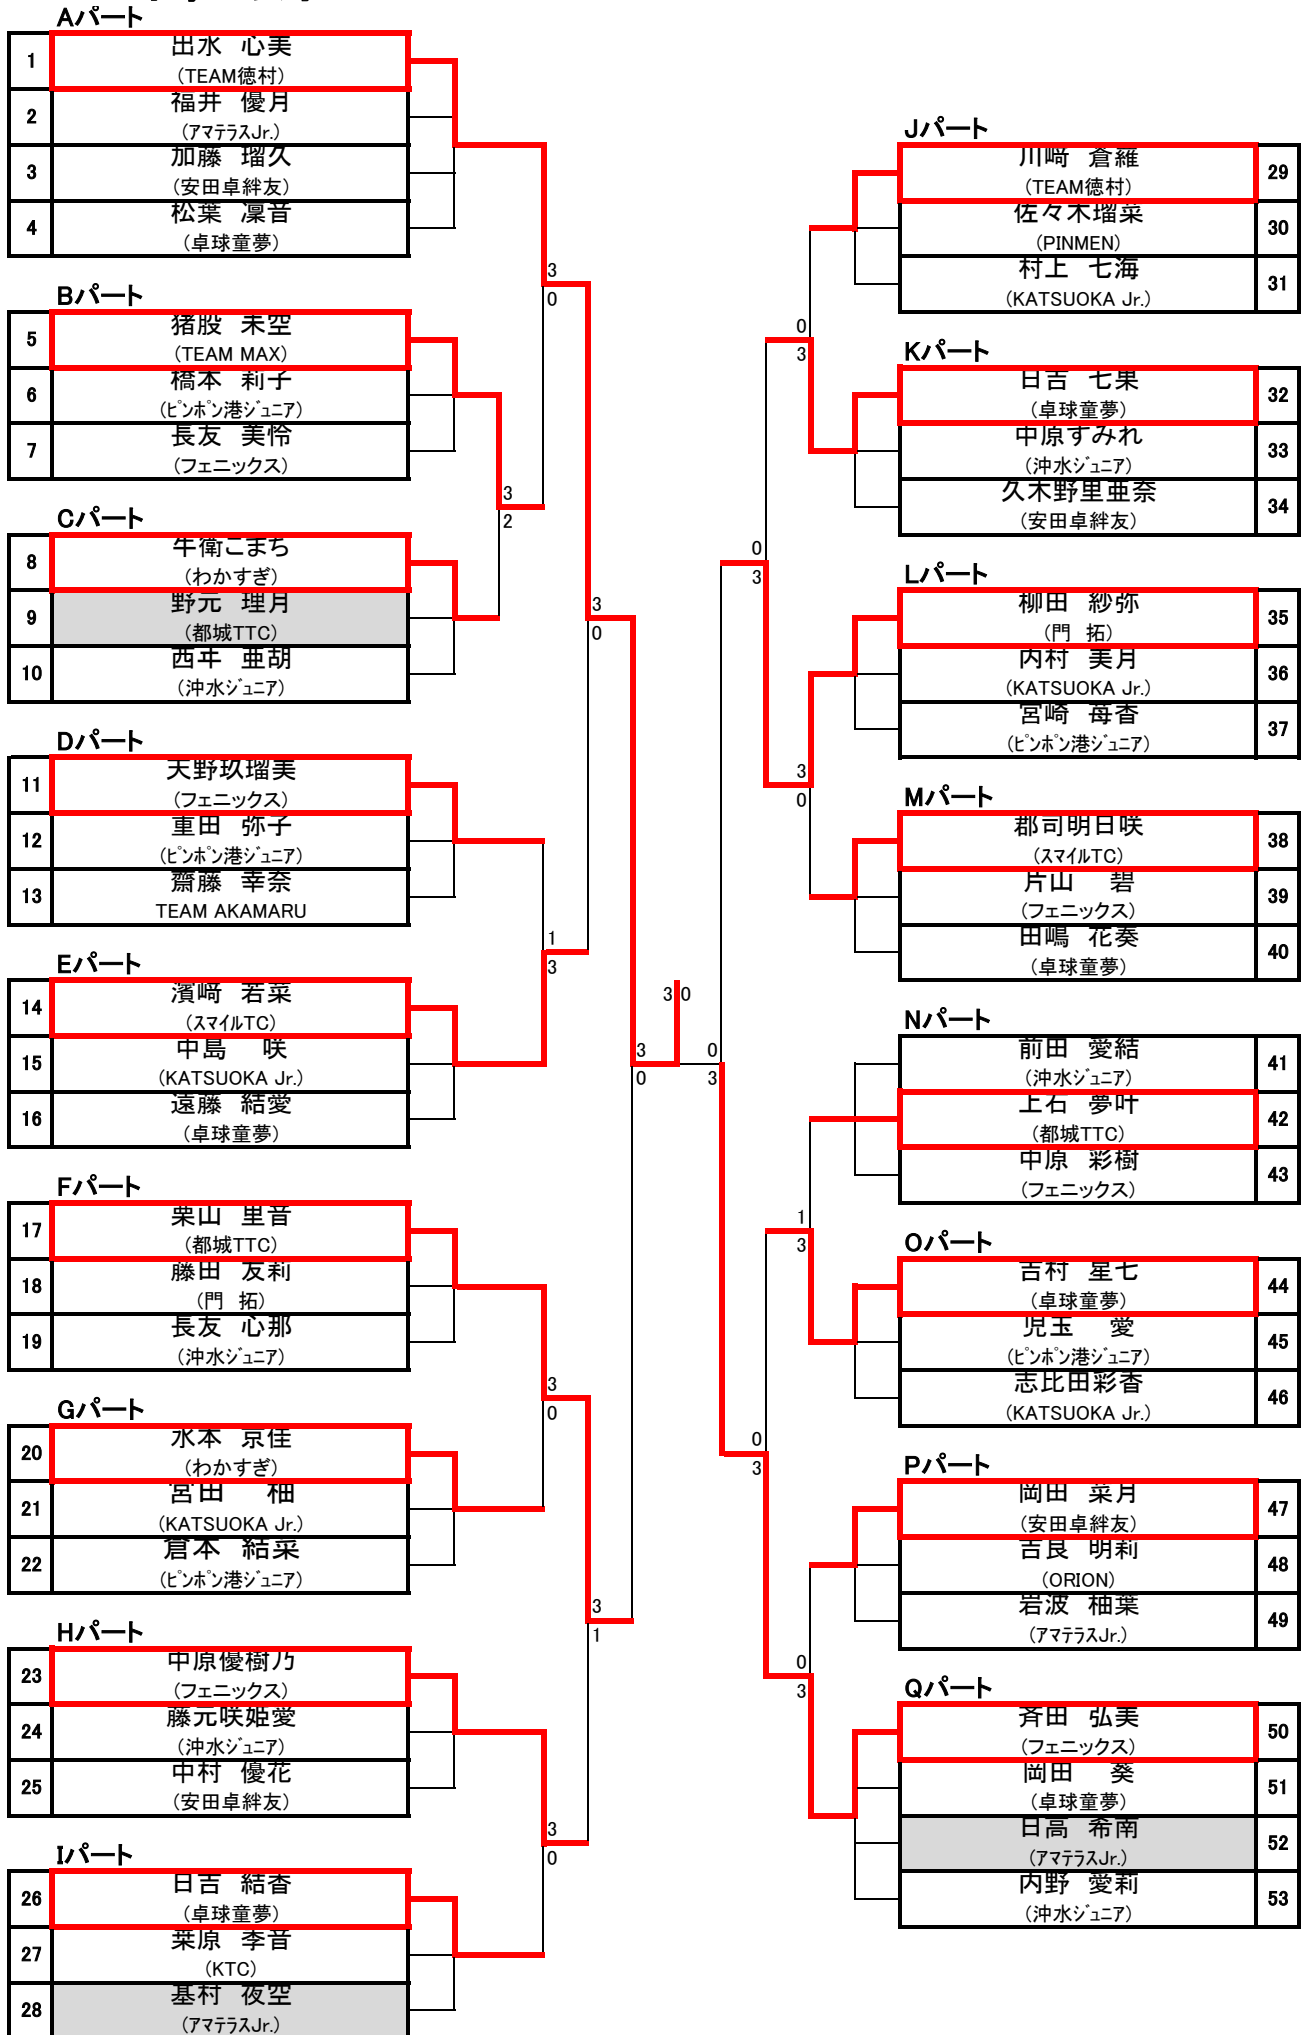 Aパート
1
出水 心美
(TEAM徳村)
2
福井 優月
(アマテラスJr.)
3
加藤 瑠久
(安田卓絆友)
4
松葉 凜音
(卓球童夢)
Bパート
5
猪股 未空
(TEAM MAX)
6
橋本 莉子
(ピンポン港ジュニア)
7
長友 美怜
(フェニックス)
Cパート
8
牛衛こまち
(わかすぎ)
9
野元 理月
(都城TTC)
10
西平 亜胡
(沖水ジュニア)
Dパート
11
天野玖瑠美
(フェニックス)
12
重田 弥子
(ピンポン港ジュニア)
13
齋藤 幸奈
TEAM AKAMARU
Eパート
14
濱﨑 若菜
(スマイルTC)
15
中島 咲
(KATSUOKA Jr.)
16
遠藤 結愛
(卓球童夢)
Fパート
17
栗山 里音
(都城TTC)
18
藤田 友莉
(門 拓)
19
長友 心那
(沖水ジュニア)
Gパート
20
水本 京佳
(わかすぎ)
21
宮田 柚
(KATSUOKA Jr.)
22
倉本 結菜
(ピンポン港ジュニア)
Hパート
23
中原優樹乃
(フェニックス)
24
藤元咲姫愛
(沖水ジュニア)
25
中村 優花
(安田卓絆友)
Iパート
26
日吉 結香
(卓球童夢)
27
菜原 李音
(KTC)
28
基村 夜空
(アマテラスJr.)
3
0
3
2
3
0
1
3
3
0
3
0
3
1
3
0
3 0
0
3
0
3
0
3
3
0
1
3
0
3
0
3
Jパート
川﨑 倉羅
(TEAM徳村)
29
佐々木瑠菜
(PINMEN)
30
村上 七海
(KATSUOKA Jr.)
31
Kパート
日吉 七果
(卓球童夢)
32
中原すみれ
(沖水ジュニア)
33
久木野里亜奈
(安田卓絆友)
34
Lパート
柳田 紗弥
(門 拓)
35
内村 美月
(KATSUOKA Jr.)
36
宮崎 苺香
(ピンポン港ジュニア)
37
Mパート
郡司明日咲
(スマイルTC)
38
片山 碧
(フェニックス)
39
田嶋 花奏
(卓球童夢)
40
Nパート
前田 愛結
(沖水ジュニア)
41
上石 夢叶
(都城TTC)
42
中原 彩樹
(フェニックス)
43
Oパート
吉村 星七
(卓球童夢)
44
児玉 愛
(ピンポン港ジュニア)
45
志比田彩香
(KATSUOKA Jr.)
46
Pパート
岡田 菜月
(安田卓絆友)
47
吉良 明莉
(ORION)
48
岩波 柚葉
(アマテラスJr.)
49
Qパート
斉田 弘美
(フェニックス)
50
岡田 葵
(卓球童夢)
51
日高 希南
(アマテラスJr.)
52
内野 愛莉
(沖水ジュニア)
53